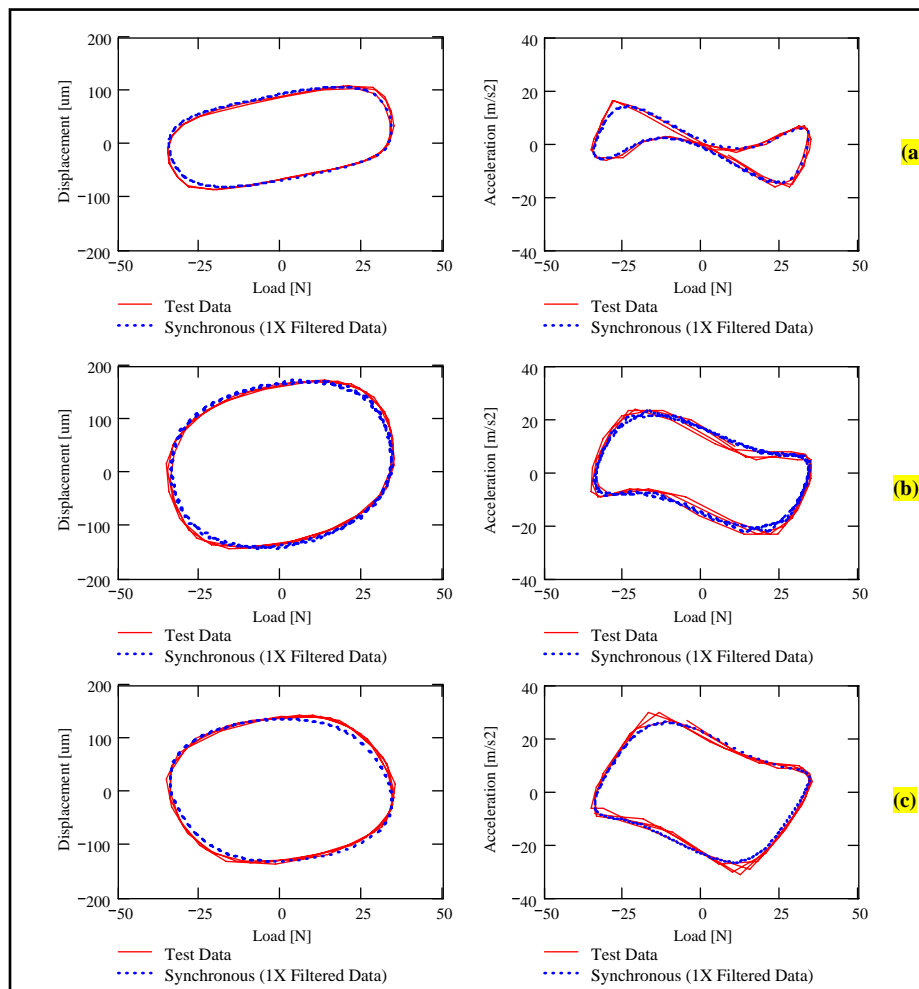 200
100
0
−100
−200
Displacement [um]
−50
−25
0
25
50
Load [N]
Test Data
Synchronous (1X Filtered Data)
40
20
0
−20
−40
Acceleration [m/s2]
−50
−25
0
25
50
Load [N]
Test Data
Synchronous (1X Filtered Data)
(a
200
100
0
−100
−200
Displacement [um]
−50
−25
0
25
50
Load [N]
Test Data
Synchronous (1X Filtered Data)
40
20
0
−20
−40
Acceleration [m/s2]
−50
−25
0
25
50
Load [N]
Test Data
Synchronous (1X Filtered Data)
(b)
200
100
0
−100
−200
Displacement [um]
−50
−25
0
25
50
Load [N]
Test Data
Synchronous (1X Filtered Data)
40
20
0
−20
−40
Acceleration [m/s2]
−50
−25
0
25
50
Load [N]
Test Data
Synchronous (1X Filtered Data)
(c)